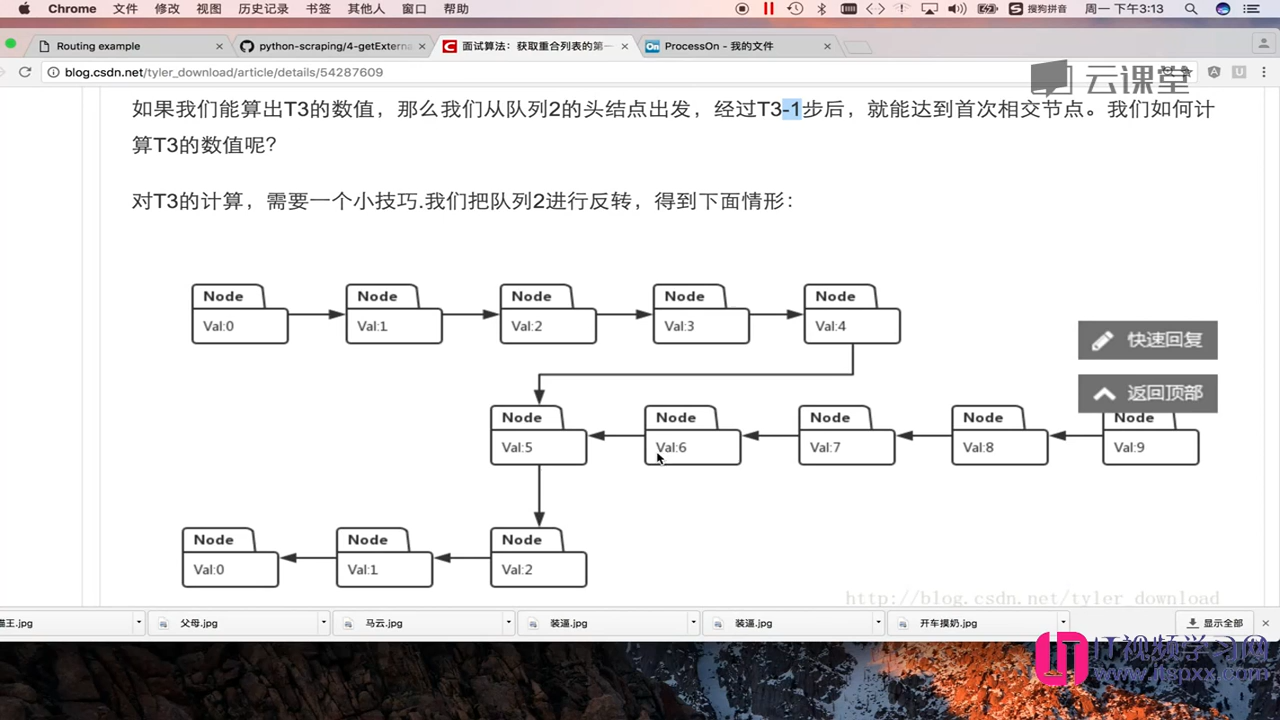 Chrome 文件 修改 视图 历史记录 书签 其他人 窗口 帮助 搜狗拼音 周一 下午3:13
Routing example × python-scraping/4-getExterna × 面试算法：获取重合列表的第一 × ProcessOn - 我的文件 ×
blog.csdn.net/tyler_download/article/details/54287609
云课堂
如果我们能算出T3的数值，那么我们从队列2的头结点出发，经过T3-1步后，就能达到首次相交节点。我们如何计
算T3的数值呢？
对T3的计算，需要一个小技巧.我们把队列2进行反转，得到下面情形：
Node Node Node Node Node
Val:0 Val:1 Val:2 Val:3 Val:4
快速回复
返回顶部
Node Node Node Node Node
Val:5 Val:6 Val:7 Val:8 Val:9
Node Node Node
Val:0 Val:1 Val:2
http://blog.csdn.net/tyler_download
猫王.jpg 父母.jpg 马云.jpg 装逼.jpg 装逼.jpg 开车摸奶.jpg 显示全部 ×
IT视频学习网
www.itspxx.com